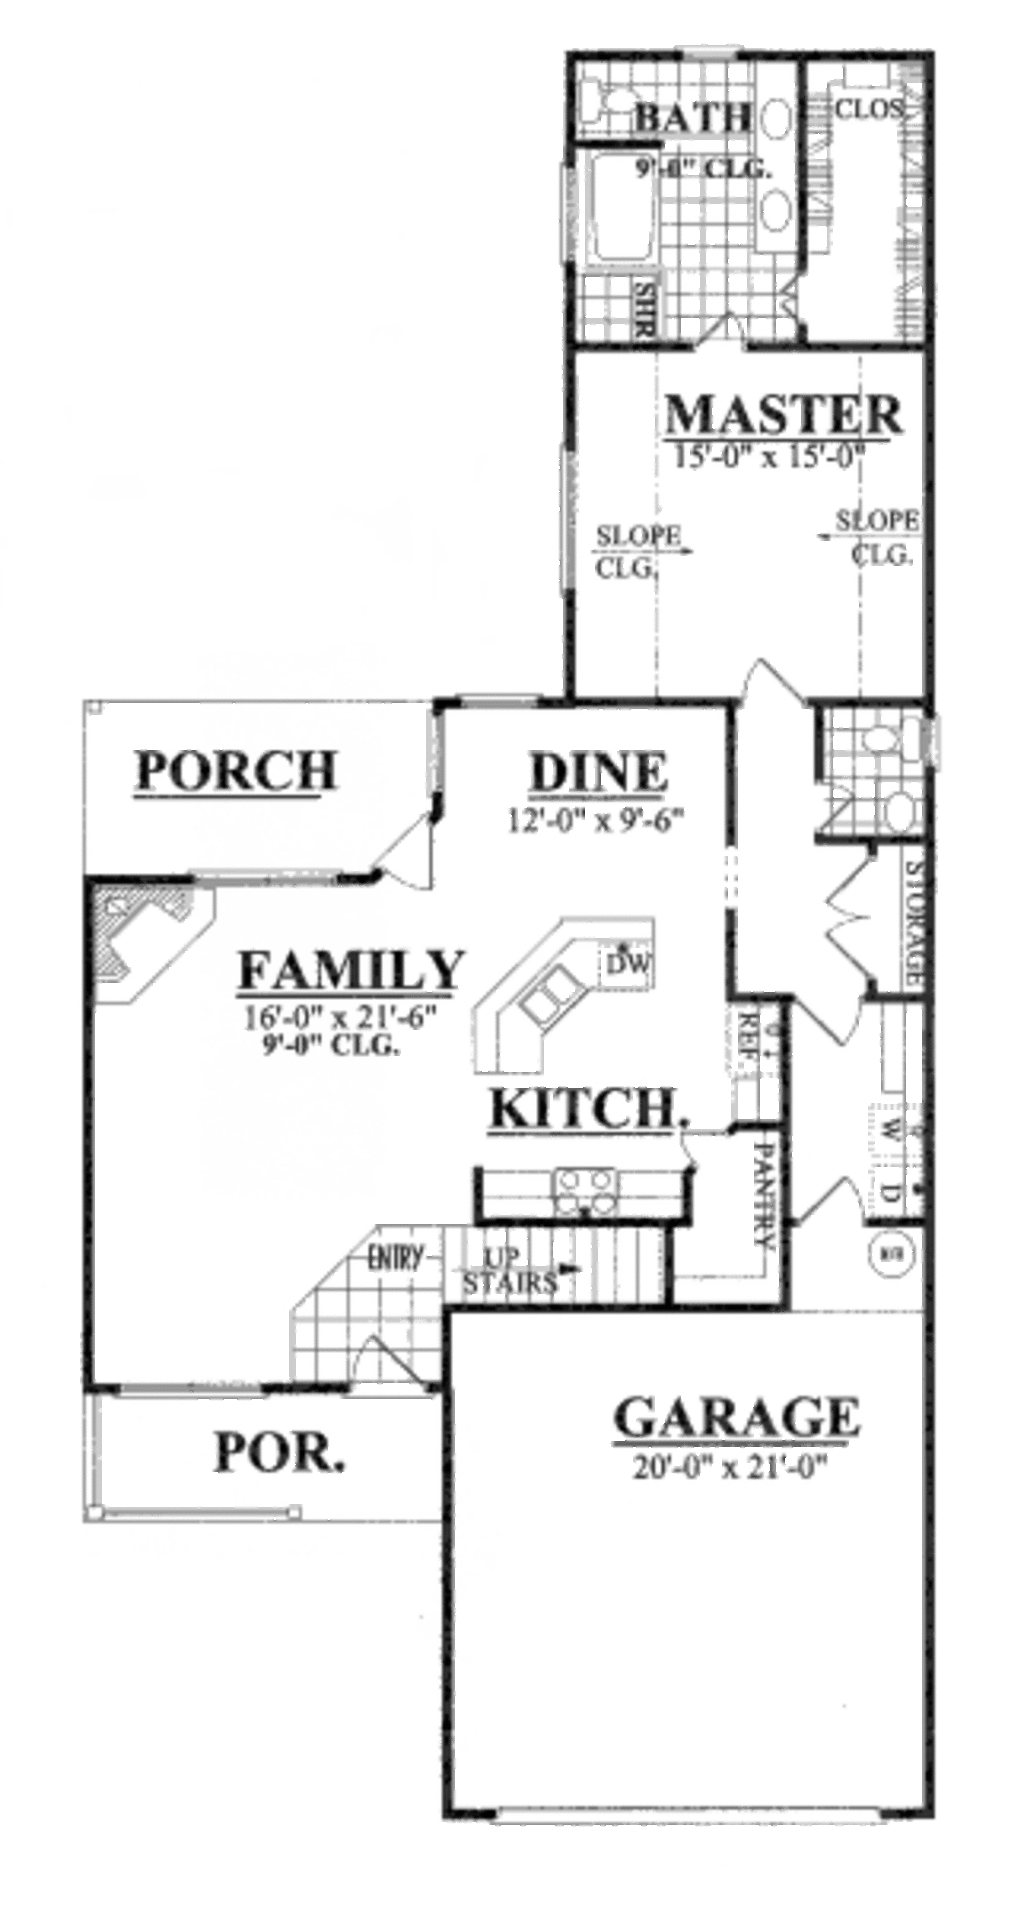 BATH
9'-0" CLG.
CLOS.
SHR
MASTER
15'-0" x 15'-0"
SLOPE
CLG.
SLOPE
CLG.
PORCH
DINE
12'-0" x 9'-6"
STORAGE
FAMILY
16'-0" x 21'-6"
9'-0" CLG.
DW
REF
KITCH.
W
D
PANTRY
ENTRY
UP
STAIRS
POR.
GARAGE
20'-0" x 21'-0"